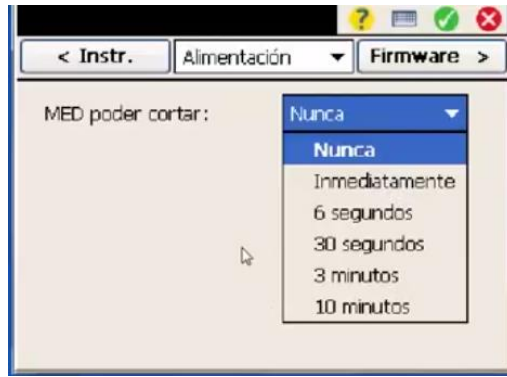 ?
< Instr. Alimentación Firmware >
MED poder cortar: Nunca
Nunca
Inmediatamente
6 segundos
30 segundos
3 minutos
10 minutos